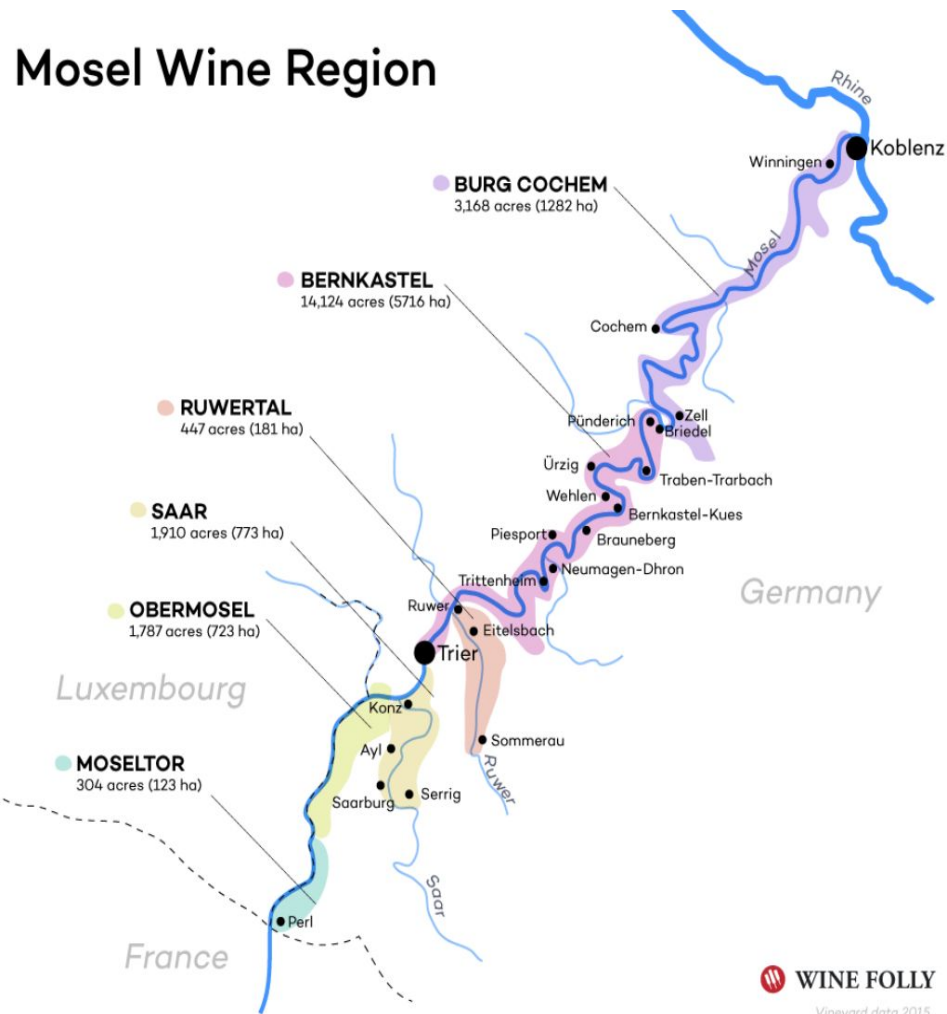 Mosel Wine Region
Rhine
Koblenz
Winningen
BURG COCHEM
3,168 acres (1282 ha)
Mosel
BERNKASTEL
14,124 acres (5716 ha)
Cochem
RUWERTAL
447 acres (181 ha)
Pünderich
Zell
Briedel
Ürzig
Traben-Trarbach
Wehlen
Bernkastel-Kues
SAAR
1,910 acres (773 ha)
Piesport
Brauneberg
Neumagen-Dhron
Trittenheim
Germany
OBERMOSEL
1,787 acres (723 ha)
Ruwer
Eitelsbach
Trier
Luxembourg
Konz
Ayl
Sommerau
MOSELTOR
304 acres (123 ha)
Ruwer
Saarburg
Serrig
Saar
Perl
France
WINE FOLLY
Vineyard data 2015